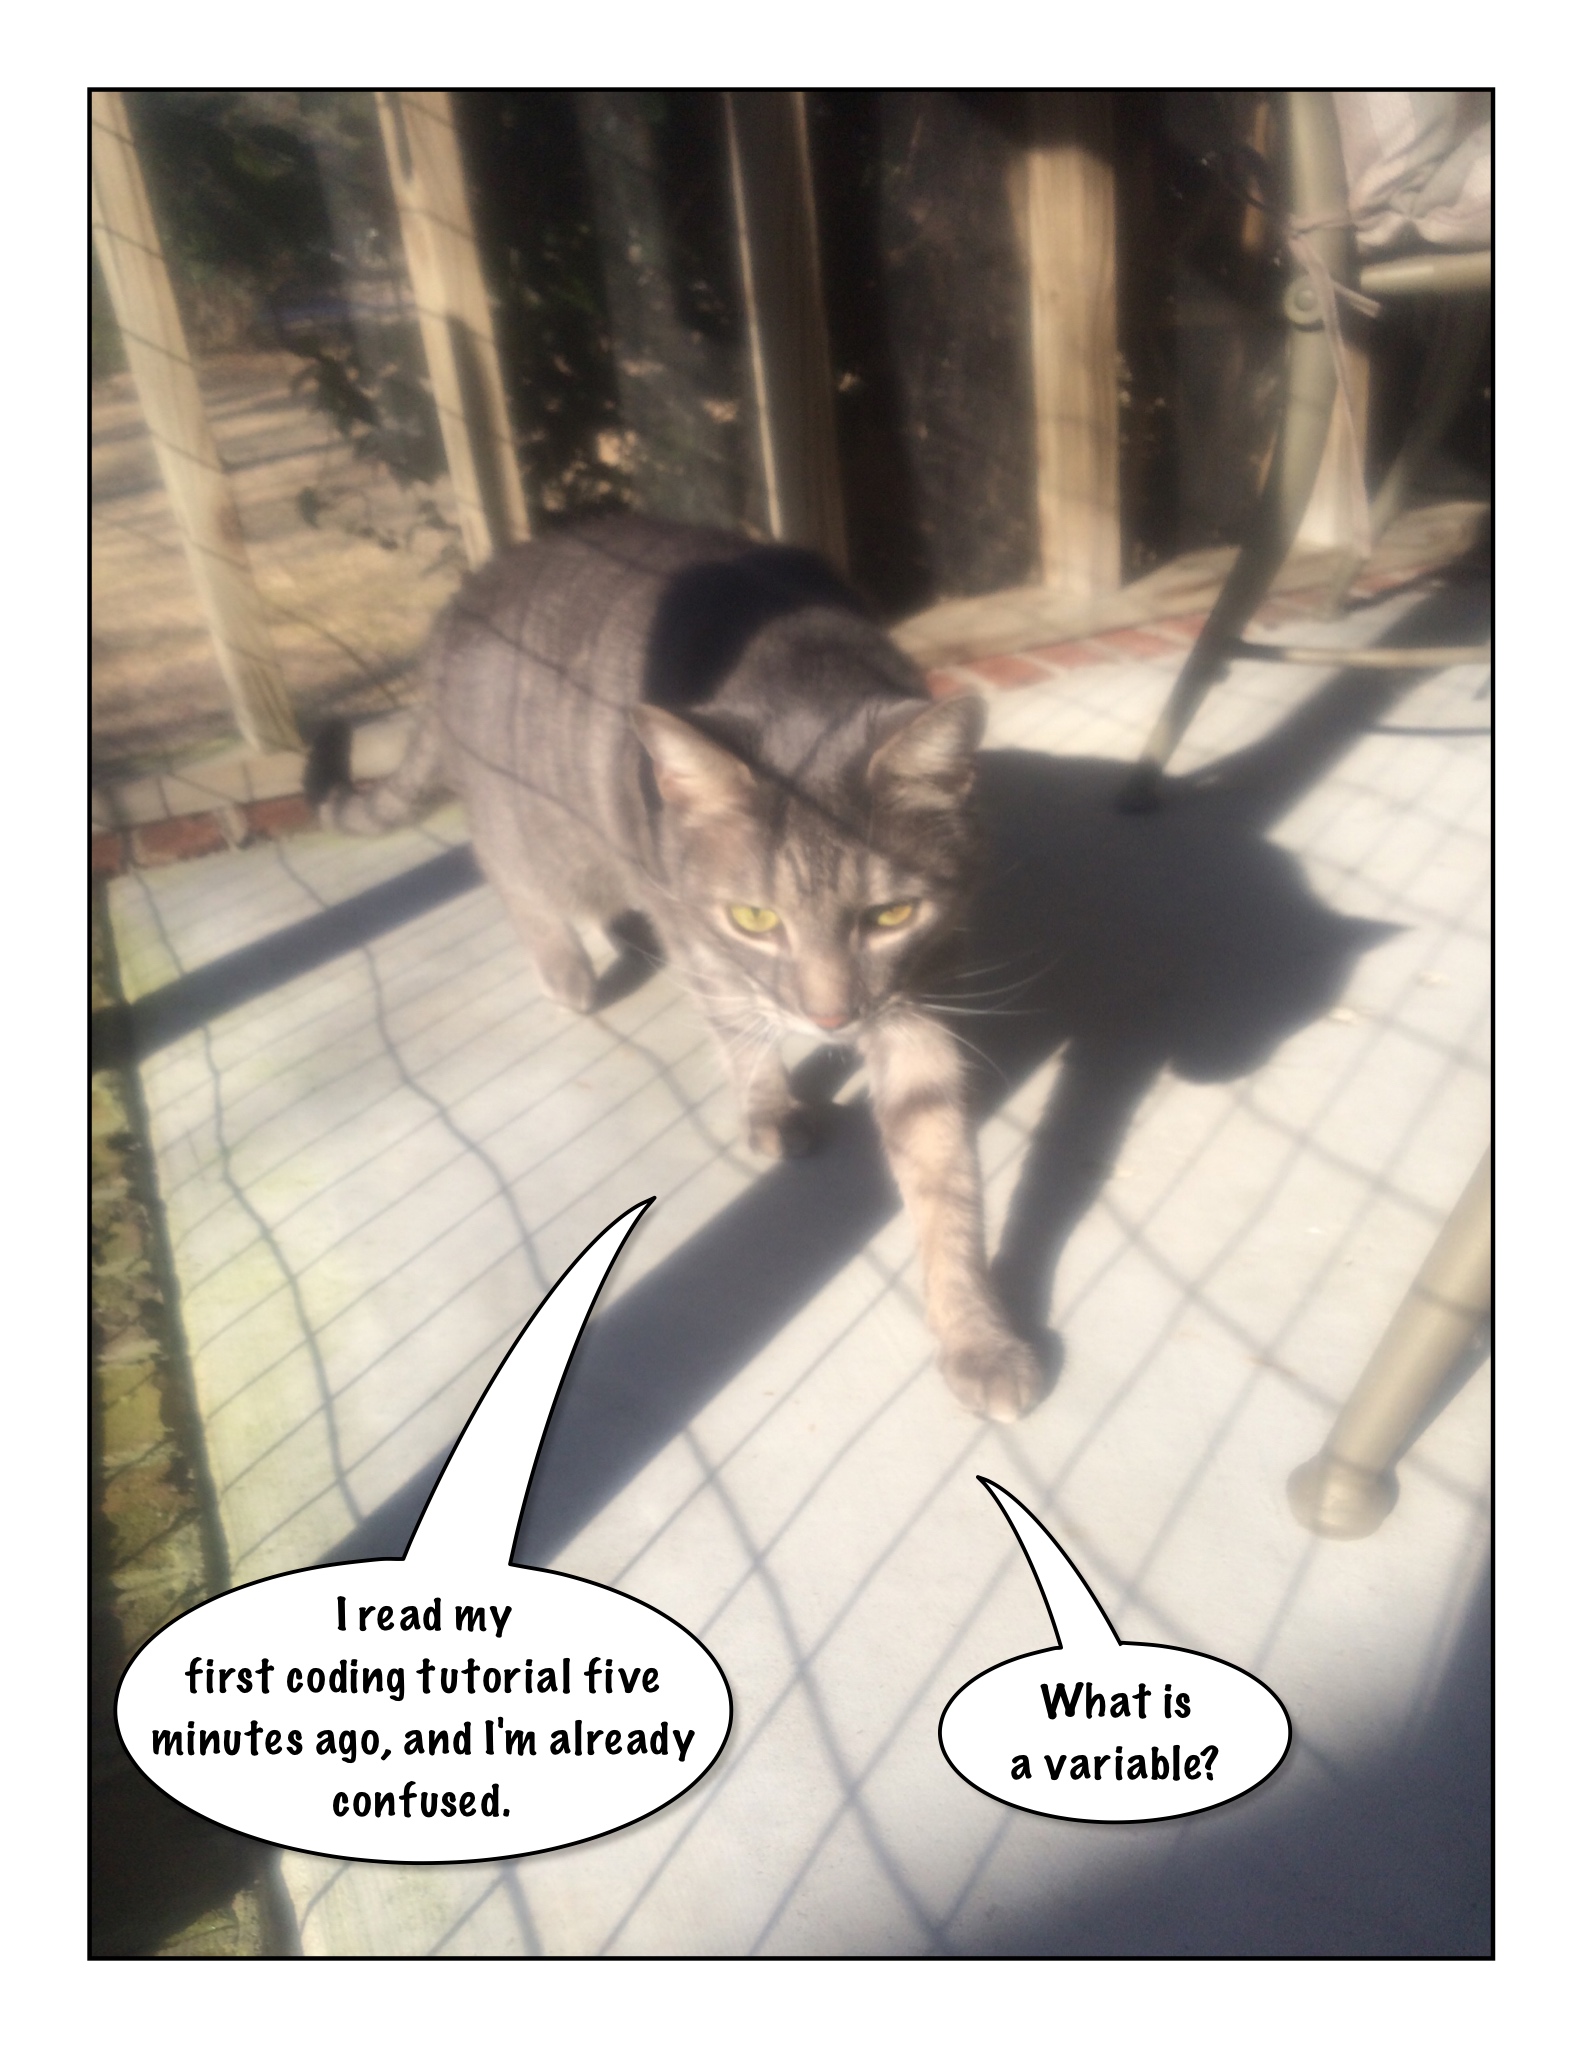 I read my
first coding tutorial five
minutes ago, and I'm already
confused.
What is
a variable?